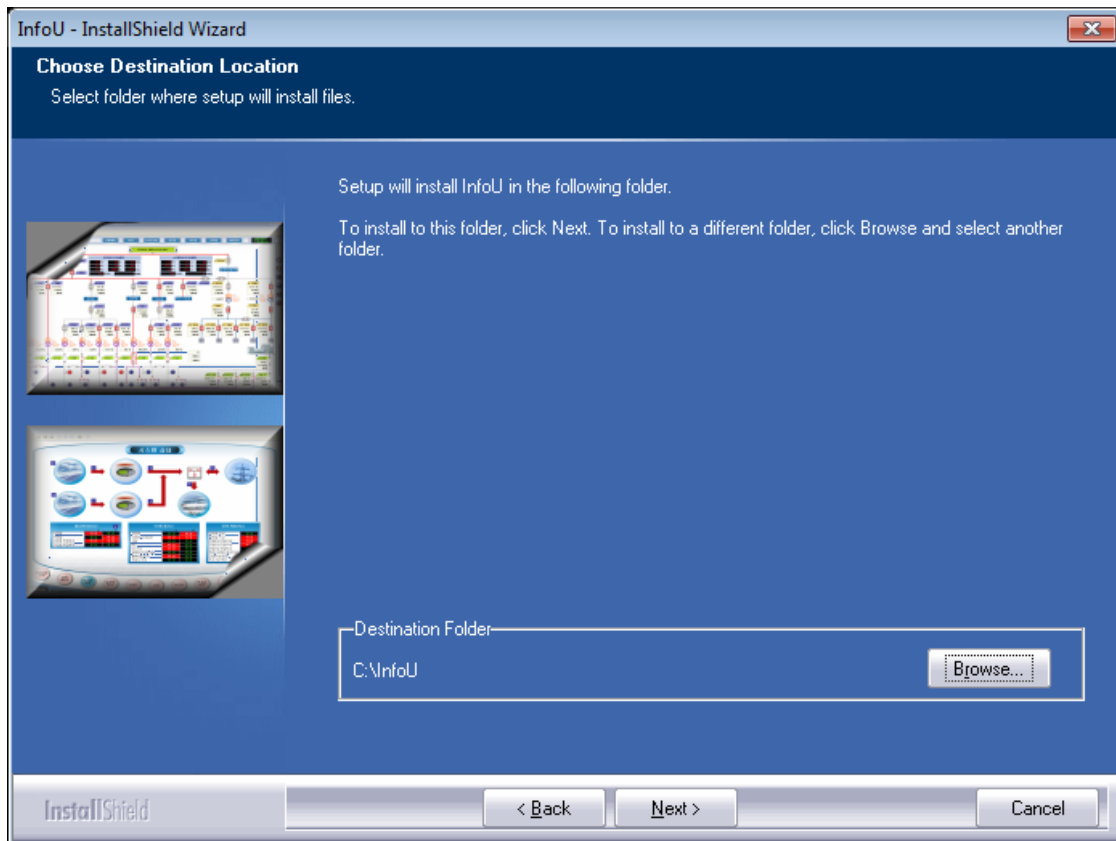 InfoU - InstallShield Wizard
Choose Destination Location
Select folder where setup will install files.
Setup will install InfoU in the following folder.
To install to this folder, click Next. To install to a different folder, click Browse and select another
folder.
Destination Folder
C:\InfoU
Browse...
InstallShield
< Back
Next >
Cancel